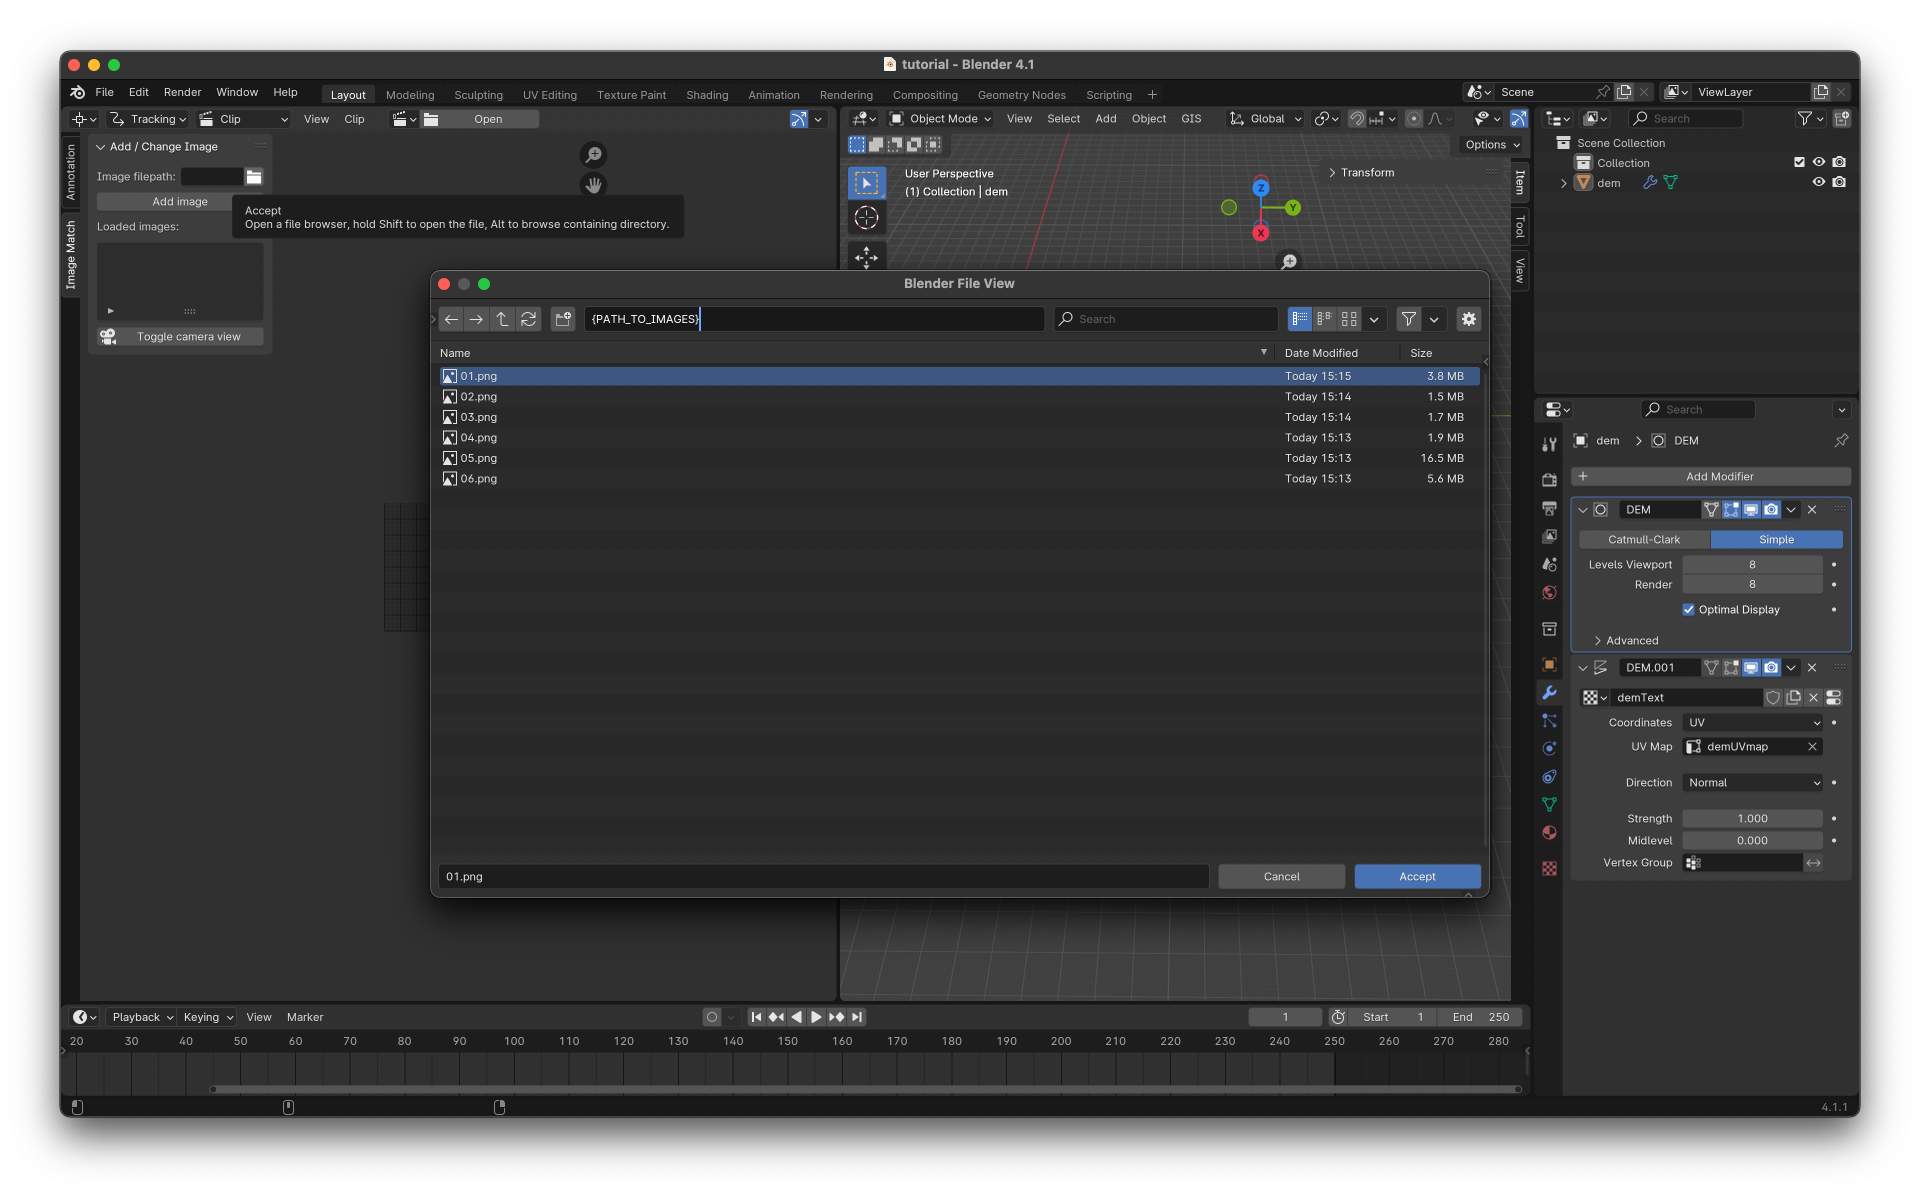 tutorial - Blender 4.1
File Edit Render Window Help Layout Modeling Sculpting UV Editing Texture Paint Shading Animation Rendering Compositing Geometry Nodes Scripting + Scene ViewLayer
Tracking Clip View Clip Open
Object Mode View Select Add Object GIS Global
Search
Options
Annotation
Image Match
Add / Change Image
Image filepath:
Add image
Loaded images:
Toggle camera view
Accept
Open a file browser, hold Shift to open the file, Alt to browse containing directory.
User Perspective
(1) Collection | dem
Transform
Z
Y
X
Item
Tool
View
Scene Collection
Collection
dem
Blender File View
{PATH_TO_IMAGES}
Search
Name Date Modified Size
01.png Today 15:15 3.8 MB
02.png Today 15:14 1.5 MB
03.png Today 15:14 1.7 MB
04.png Today 15:13 1.9 MB
05.png Today 15:13 16.5 MB
06.png Today 15:13 5.6 MB
01.png Cancel Accept
Search
dem DEM
+ Add Modifier
DEM
Catmull-Clark Simple
Levels Viewport 8
Render 8
Optimal Display
Advanced
DEM.001
demText
Coordinates UV
UV Map demUVmap
Direction Normal
Strength 1.000
Midlevel 0.000
Vertex Group
Playback Keying View Marker 1 Start 1 End 250
20 30 40 50 60 70 80 90 100 110 120 130 140 150 160 170 180 190 200 210 220 230 240 250 260 270 280
4.1.1